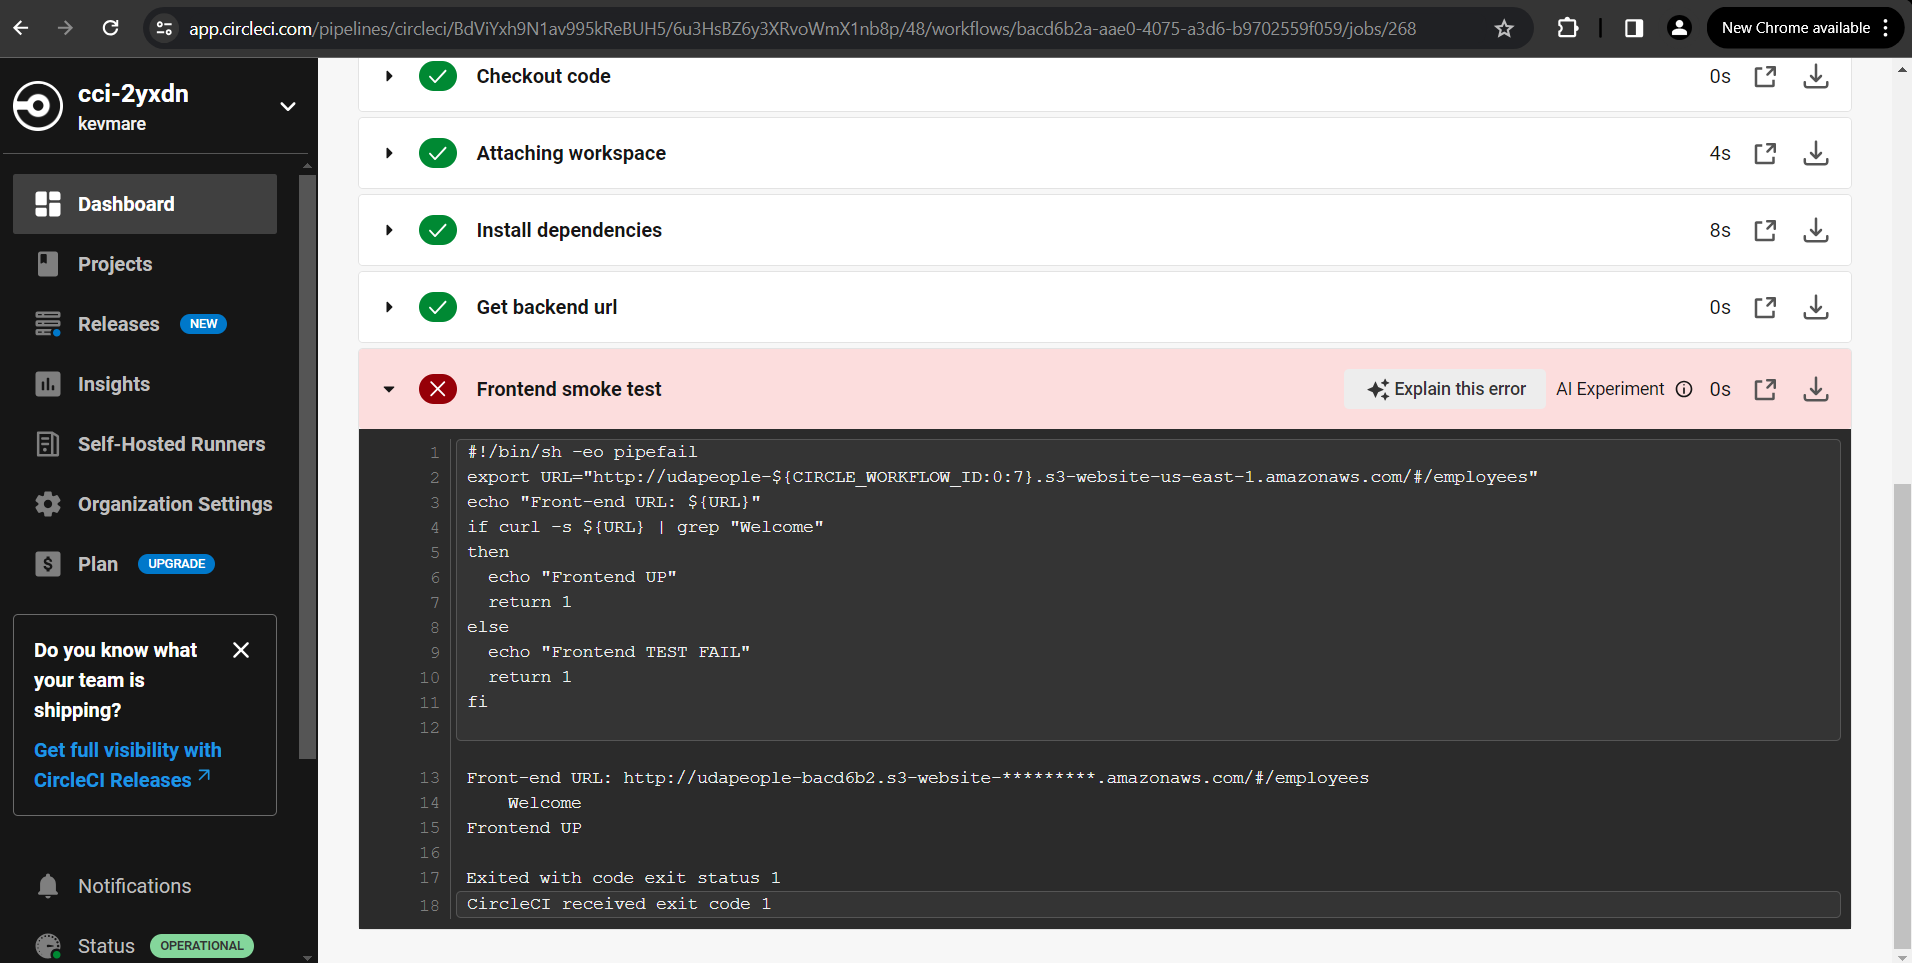 app.circleci.com/pipelines/circleci/BdViYxh9N1av995kReBUH5/6u3HsBZ6y3XRvoWmX1nb8p/48/workflows/bacd6b2a-aae0-4075-a3d6-b9702559f059/jobs/268
New Chrome available
cci-2yxdn
kevmare
Dashboard
Projects
Releases NEW
Insights
Self-Hosted Runners
Organization Settings
Plan UPGRADE
Do you know what
your team is
shipping?
Get full visibility with
CircleCI Releases
Notifications
Status OPERATIONAL
Checkout code 0s
Attaching workspace 4s
Install dependencies 8s
Get backend url 0s
Frontend smoke test Explain this error AI Experiment 0s
1 #!/bin/sh -eo pipefail
2 export URL="http://udapeople-${CIRCLE_WORKFLOW_ID:0:7}.s3-website-us-east-1.amazonaws.com/#/employees"
3 echo "Front-end URL: ${URL}"
4 if curl -s ${URL} | grep "Welcome"
5 then
6 echo "Frontend UP"
7 return 1
8 else
9 echo "Frontend TEST FAIL"
10 return 1
11 fi
12
13 Front-end URL: http://udapeople-bacd6b2.s3-website-*********.amazonaws.com/#/employees
14 Welcome
15 Frontend UP
16
17 Exited with code exit status 1
18 CircleCI received exit code 1